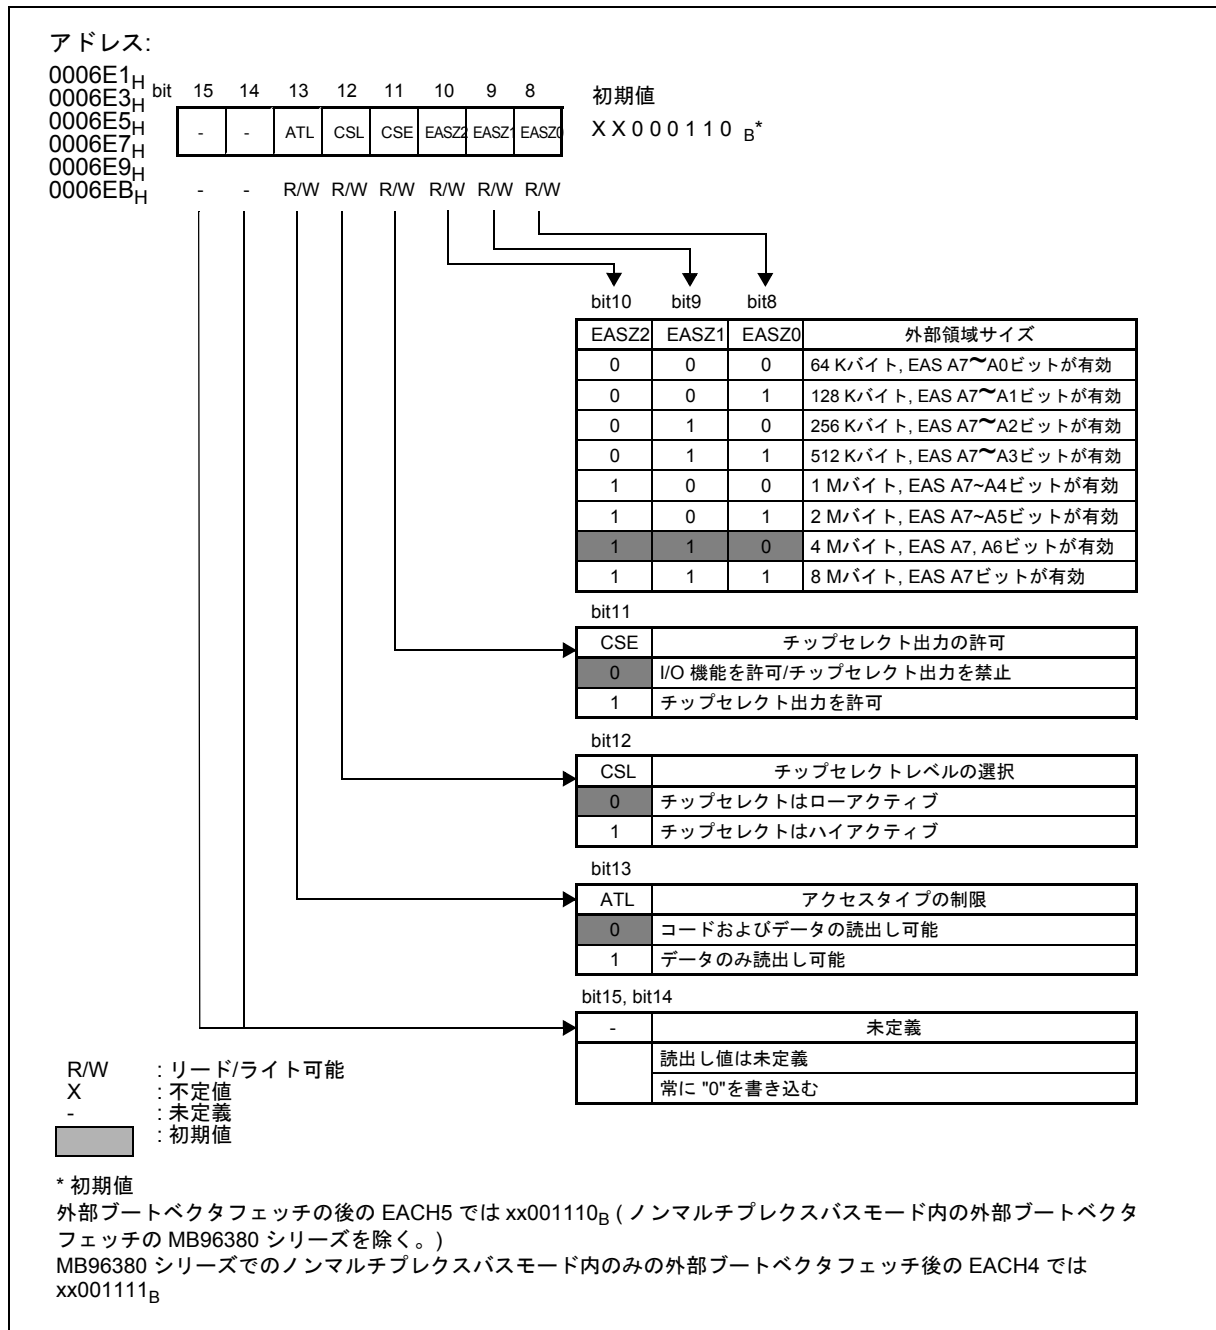 アドレス:
0006E1H
0006E3H
0006E5H
0006E7H
0006E9H
0006EBH
bit 15 14 13 12 11 10 9 8
- - ATL CSL CSE EASZ2 EASZ1 EASZ0
- - R/W R/W R/W R/W R/W R/W
初期値
X X 0 0 0 1 1 0 B*
bit10 bit9 bit8
EASZ2 EASZ1 EASZ0 外部領域サイズ
0 0 0 64 Kバイト, EAS A7~A0ビットが有効
0 0 1 128 Kバイト, EAS A7~A1ビットが有効
0 1 0 256 Kバイト, EAS A7~A2ビットが有効
0 1 1 512 Kバイト, EAS A7~A3ビットが有効
1 0 0 1 Mバイト, EAS A7~A4ビットが有効
1 0 1 2 Mバイト, EAS A7~A5ビットが有効
1 1 0 4 Mバイト, EAS A7, A6ビットが有効
1 1 1 8 Mバイト, EAS A7ビットが有効
bit11
CSE チップセレクト出力の許可
0 I/O 機能を許可/チップセレクト出力を禁止
1 チップセレクト出力を許可
bit12
CSL チップセレクトレベルの選択
0 チップセレクトはローアクティブ
1 チップセレクトはハイアクティブ
bit13
ATL アクセスタイプの制限
0 コードおよびデータの読出し可能
1 データのみ読出し可能
bit15, bit14
- 未定義
読出し値は未定義
常に "0"を書き込む
R/W : リード/ライト可能
X : 不定値
- : 未定義
: 初期値
* 初期値
外部ブートベクタフェッチの後の EACH5 では xx001110B ( ノンマルチプレクスバスモード内の外部ブートベクタ
フェッチの MB96380 シリーズを除く。)
MB96380 シリーズでのノンマルチプレクスバスモード内のみの外部ブートベクタフェッチ後の EACH4 では
xx001111B